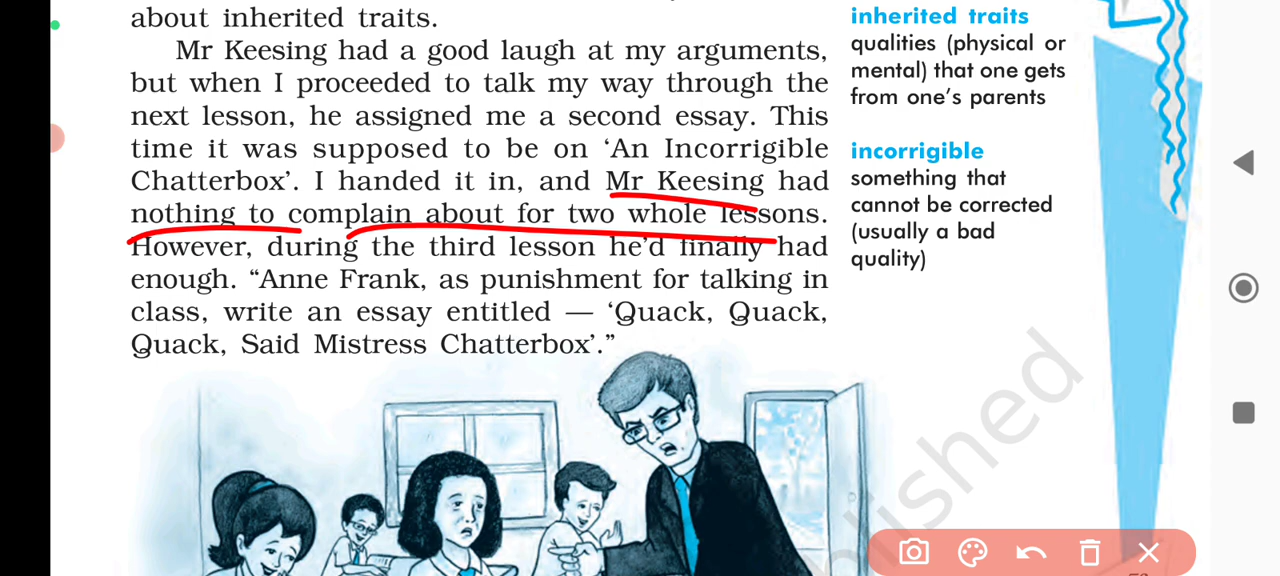 about inherited traits.
Mr Keesing had a good laugh at my arguments,
but when I proceeded to talk my way through the
next lesson, he assigned me a second essay. This
time it was supposed to be on ‘An Incorrigible
Chatterbox’. I handed it in, and Mr Keesing had
nothing to complain about for two whole lessons.
However, during the third lesson he’d finally had
enough. “Anne Frank, as punishment for talking in
class, write an essay entitled — ‘Quack, Quack,
Quack, Said Mistress Chatterbox’.”
inherited traits
qualities (physical or
mental) that one gets
from one’s parents
incorrigible
something that
cannot be corrected
(usually a bad
quality)